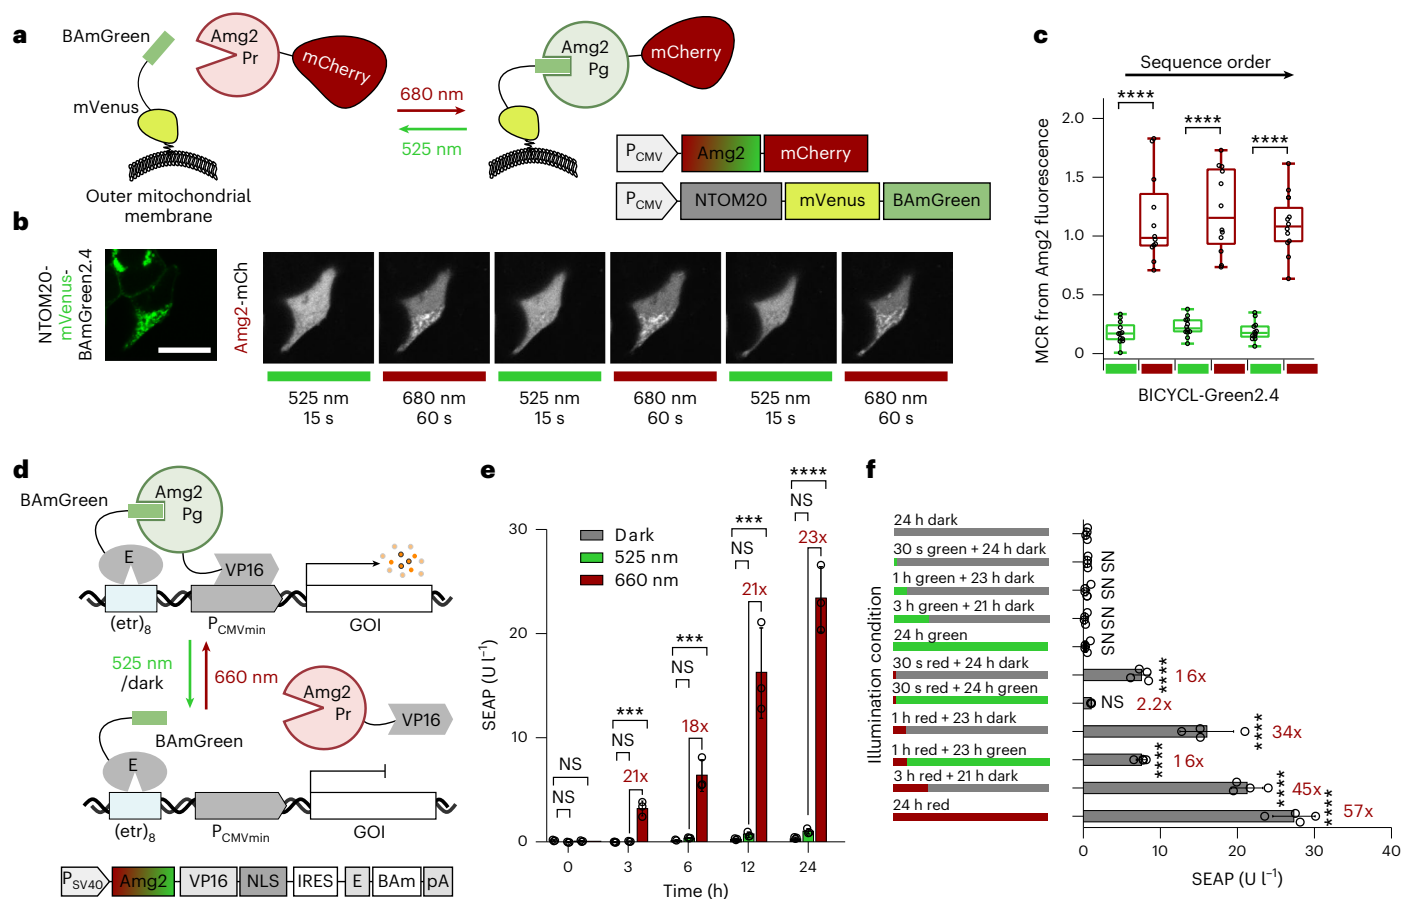 a
BAmGreen
Amg2
Pr
mCherry
mVenus
Outer mitochondrial
membrane
680 nm
525 nm
Amg2
Pg
mCherry
P_CMV
Amg2
mCherry
P_CMV
NTOM20
mVenus
BAmGreen
b
NTOM20-
mVenus-
BAmGreen2.4
Amg2-mCh
525 nm
15 s
680 nm
60 s
525 nm
15 s
680 nm
60 s
525 nm
15 s
680 nm
60 s
c
Sequence order
****
****
****
MCR from Amg2 fluorescence
2.0
1.5
1.0
0.5
0
BICYCL-Green2.4
d
BAmGreen
Amg2
Pg
E
VP16
(etr)8
P_CMVmin
GOI
525 nm
/dark
660 nm
Amg2
Pr
VP16
BAmGreen
E
(etr)8
P_CMVmin
GOI
P_SV40
Amg2
VP16
NLS
IRES
E
BAm
pA
e
SEAP (U l⁻¹)
30
20
10
0
Dark
525 nm
660 nm
NS
NS
***
NS
21x
***
NS
18x
***
NS
21x
****
NS
23x
0
3
6
12
24
Time (h)
f
Illumination condition
24 h dark
30 s green + 24 h dark
NS
1 h green + 23 h dark
NS
3 h green + 21 h dark
NS
24 h green
NS
30 s red + 24 h dark
****
16x
30 s red + 24 h green
NS
2.2x
1 h red + 23 h dark
****
34x
1 h red + 23 h green
****
16x
3 h red + 21 h dark
****
45x
24 h red
****
57x
0
10
20
30
40
SEAP (U l⁻¹)